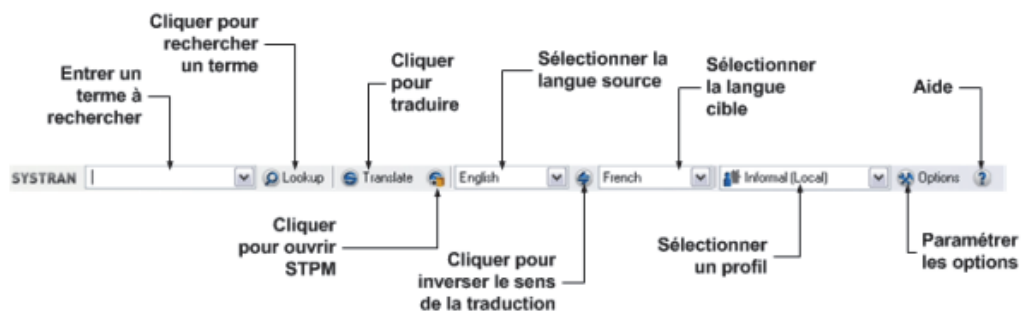 Cliquer pour
rechercher
un terme
Entrer un
terme à
rechercher
Cliquer
pour
traduire
Sélectionner la
langue source
Sélectionner
la langue
cible
Aide
SYSTRAN Lookup Translate English French Informal (Local) Options ?
Cliquer
pour ouvrir
STPM
Cliquer pour
inverser le sens
de la traduction
Sélectionner
un profil
Paramétrer
les options